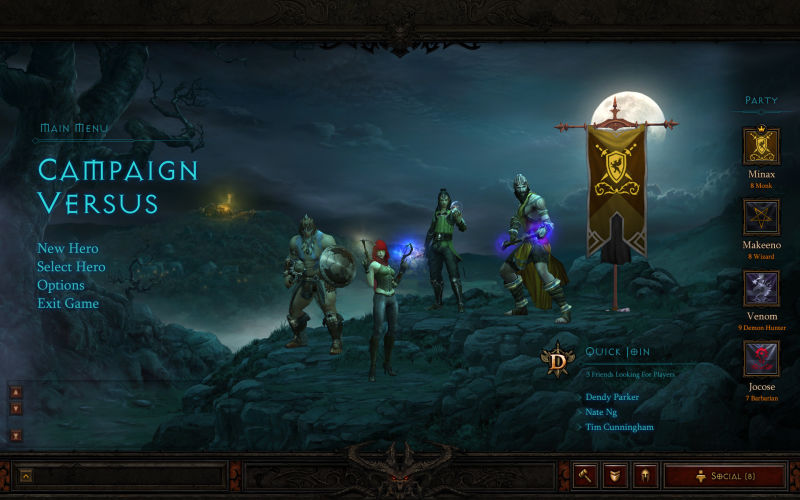 Main Menu
Campaign
Versus
New Hero
Select Hero
Options
Exit Game
Party
Minax
8 Monk
Makeeno
8 Wizard
Venom
9 Demon Hunter
Jocose
7 Barbarian
D
Quick Join
3 Friends Looking For Players
Dendy Parker
Nate Ng
Tim Cunningham
Social (8)